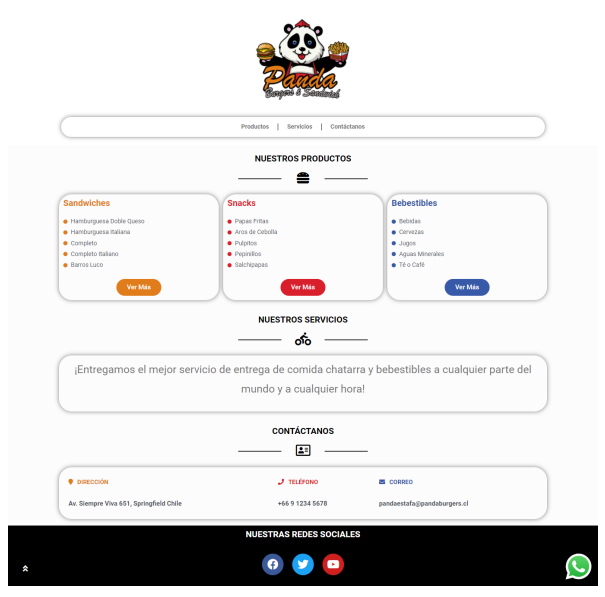 Panda
Burgers & Sandwich
Productos | Servicios | Contáctanos
NUESTROS PRODUCTOS
Sandwiches
Hamburguesa Doble Queso
Hamburguesa Italiana
Completo
Completo Italiano
Barros Luco
Ver Más
Snacks
Papas Fritas
Aros de Cebolla
Pulpitos
Pepinillos
Salchipapas
Ver Más
Bebestibles
Bebidas
Cervezas
Jugos
Aguas Minerales
Té o Café
Ver Más
NUESTROS SERVICIOS
¡Entregamos el mejor servicio de entrega de comida chatarra y bebestibles a cualquier parte del
mundo y a cualquier hora!
CONTÁCTANOS
DIRECCIÓN
Av. Siempre Viva 651, Springfield Chile
TELÉFONO
+66 9 1234 5678
CORREO
pandaestafa@pandaburgers.cl
NUESTRAS REDES SOCIALES